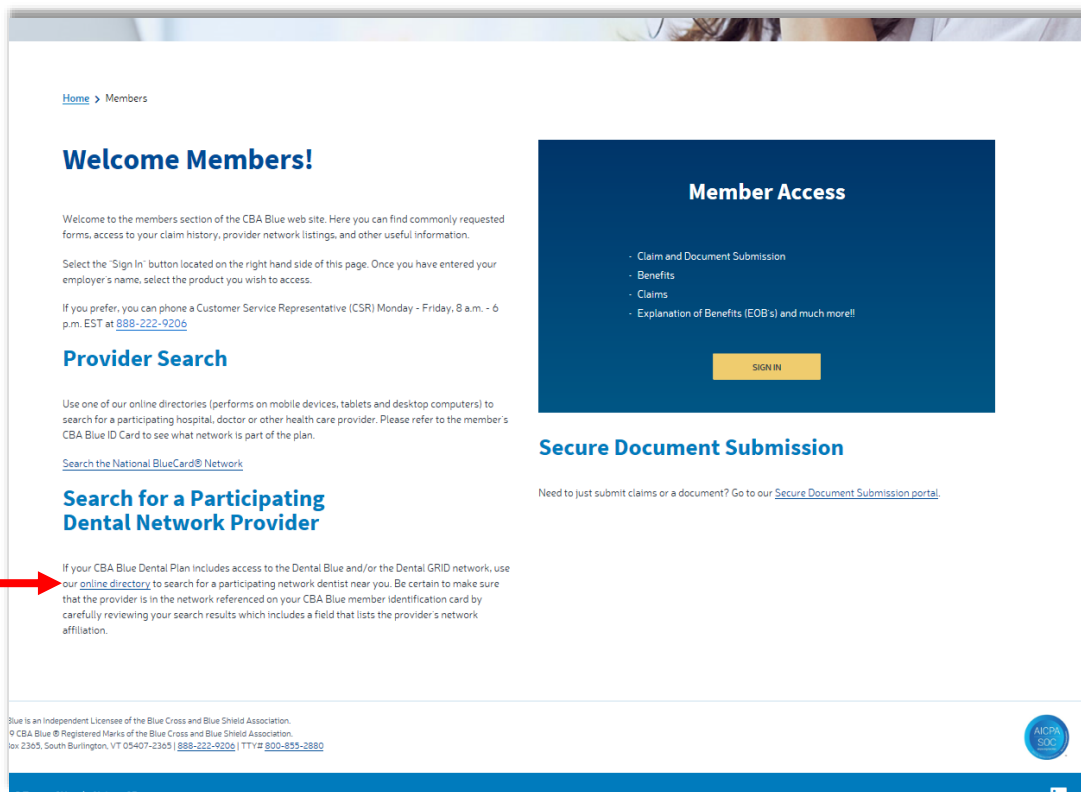 Home > Members
Welcome Members!
Welcome to the members section of the CBA Blue web site. Here you can find commonly requested
forms, access to your claim history, provider network listings, and other useful information.
Select the "Sign In" button located on the right hand side of this page. Once you have entered your
employer's name, select the product you wish to access.
If you prefer, you can phone a Customer Service Representative (CSR) Monday - Friday, 8 a.m. - 6
p.m. EST at 888-222-9206
Provider Search
Use one of our online directories (performs on mobile devices, tablets and desktop computers) to
search for a participating hospital, doctor or other health care provider. Please refer to the member's
CBA Blue ID Card to see what network is part of the plan.
Search the National BlueCard® Network
Search for a Participating
Dental Network Provider
If your CBA Blue Dental Plan includes access to the Dental Blue and/or the Dental GRID network, use
our online directory to search for a participating network dentist near you. Be certain to make sure
that the provider is in the network referenced on your CBA Blue member identification card by
carefully reviewing your search results which includes a field that lists the provider's network
affiliation.
Member Access
· Claim and Document Submission
· Benefits
· Claims
· Explanation of Benefits (EOB's) and much more!!
SIGN IN
Secure Document Submission
Need to just submit claims or a document? Go to our Secure Document Submission portal.
Blue is an Independent Licensee of the Blue Cross and Blue Shield Association.
9 CBA Blue ® Registered Marks of the Blue Cross and Blue Shield Association.
ox 2365, South Burlington, VT 05407-2365 | 888-222-9206 | TTY# 800-855-2880
AICPA
SOC